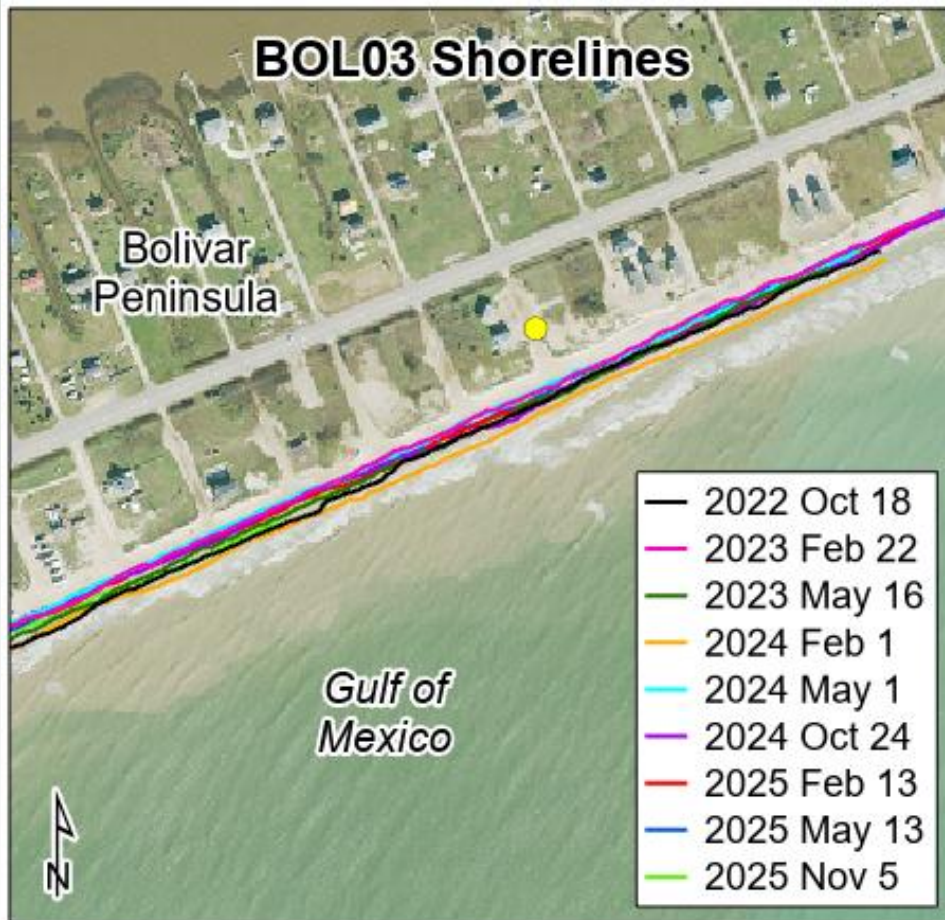 BOL03 Shorelines
Bolivar
Peninsula
Gulf of
Mexico
2022 Oct 18
2023 Feb 22
2023 May 16
2024 Feb 1
2024 May 1
2024 Oct 24
2025 Feb 13
2025 May 13
2025 Nov 5
N